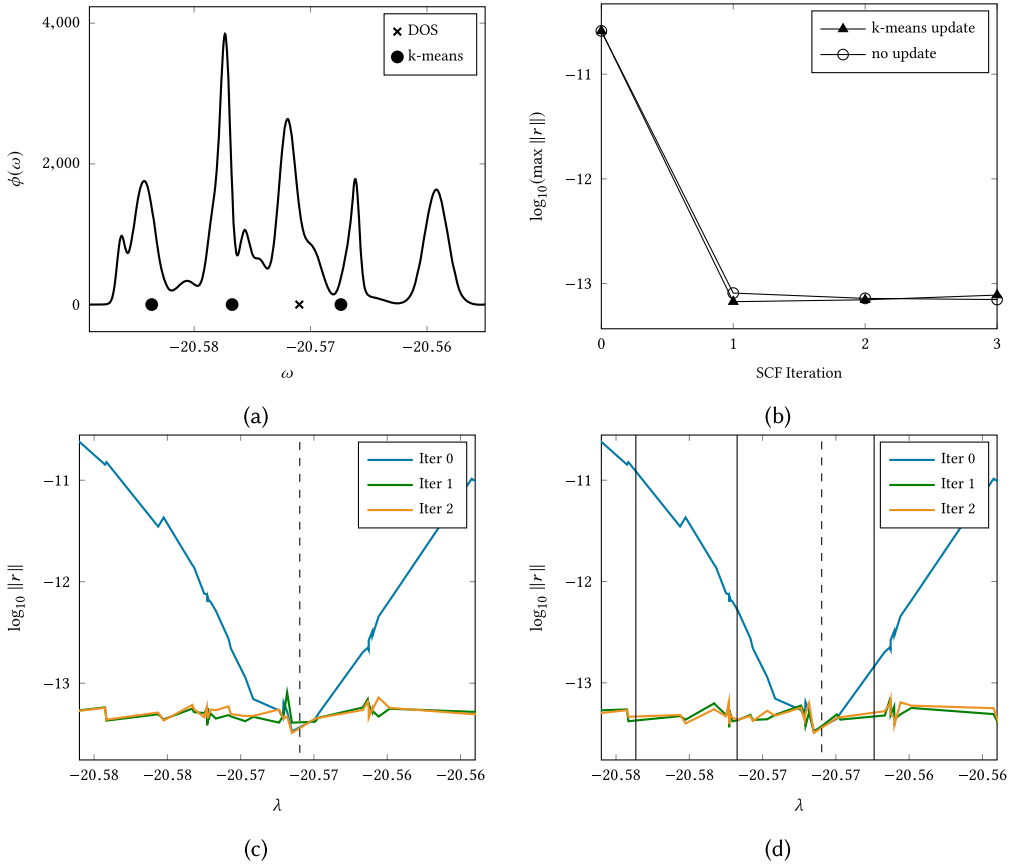 4,000
2,000
0
ϕ(ω)
DOS
k-means
−20.58
−20.57
−20.56
ω
(a)
−11
−12
−13
log₁₀(max ||r||)
k-means update
no update
0
1
2
3
SCF Iteration
(b)
−11
−12
−13
log₁₀ ||r||
Iter 0
Iter 1
Iter 2
−20.58
−20.58
−20.57
−20.57
−20.56
−20.56
λ
(c)
−11
−12
−13
log₁₀ ||r||
Iter 0
Iter 1
Iter 2
−20.58
−20.58
−20.57
−20.57
−20.56
−20.56
λ
(d)